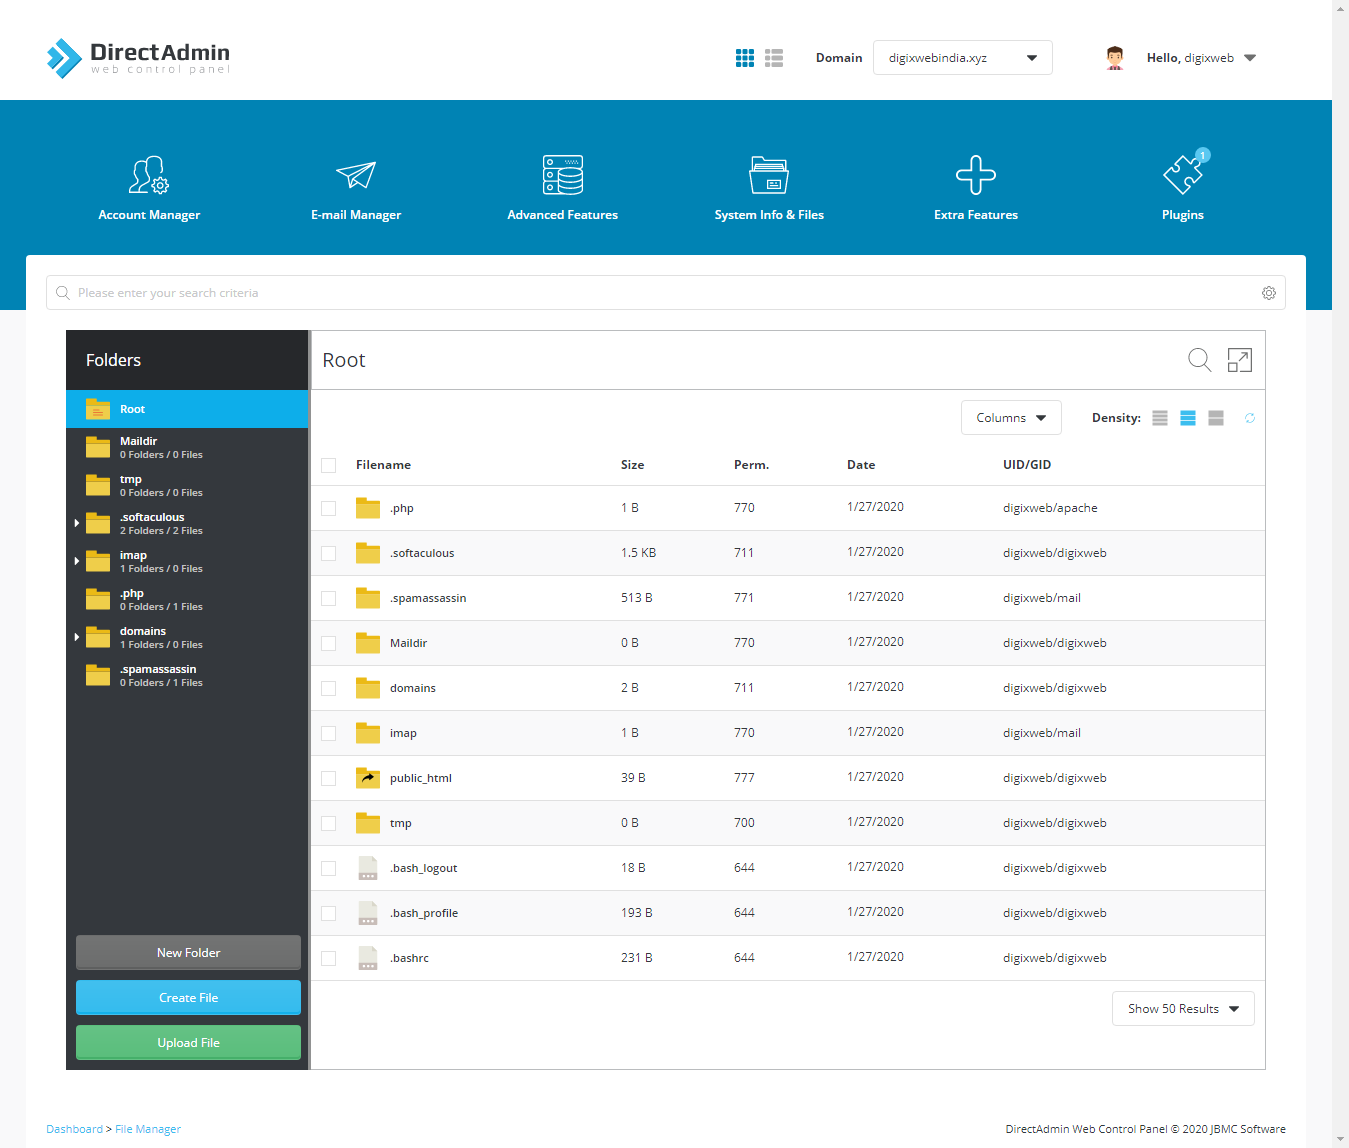 DirectAdmin
web control panel
Domain
digixwebindia.xyz
Hello, digixweb
Account Manager
E-mail Manager
Advanced Features
System Info & Files
Extra Features
1
Plugins
Please enter your search criteria
Folders
Root
Maildir
0 Folders / 0 Files
tmp
0 Folders / 0 Files
.softaculous
2 Folders / 2 Files
imap
1 Folders / 0 Files
.php
0 Folders / 1 Files
domains
1 Folders / 0 Files
.spamassassin
0 Folders / 1 Files
New Folder
Create File
Upload File
Root
Columns
Density:
Filename Size Perm. Date UID/GID
.php 1 B 770 1/27/2020 digixweb/apache
.softaculous 1.5 KB 711 1/27/2020 digixweb/digixweb
.spamassassin 513 B 771 1/27/2020 digixweb/mail
Maildir 0 B 770 1/27/2020 digixweb/digixweb
domains 2 B 711 1/27/2020 digixweb/digixweb
imap 1 B 770 1/27/2020 digixweb/mail
public_html 39 B 777 1/27/2020 digixweb/digixweb
tmp 0 B 700 1/27/2020 digixweb/digixweb
.bash_logout 18 B 644 1/27/2020 digixweb/digixweb
.bash_profile 193 B 644 1/27/2020 digixweb/digixweb
.bashrc 231 B 644 1/27/2020 digixweb/digixweb
Show 50 Results
Dashboard > File Manager
DirectAdmin Web Control Panel © 2020 JBMC Software